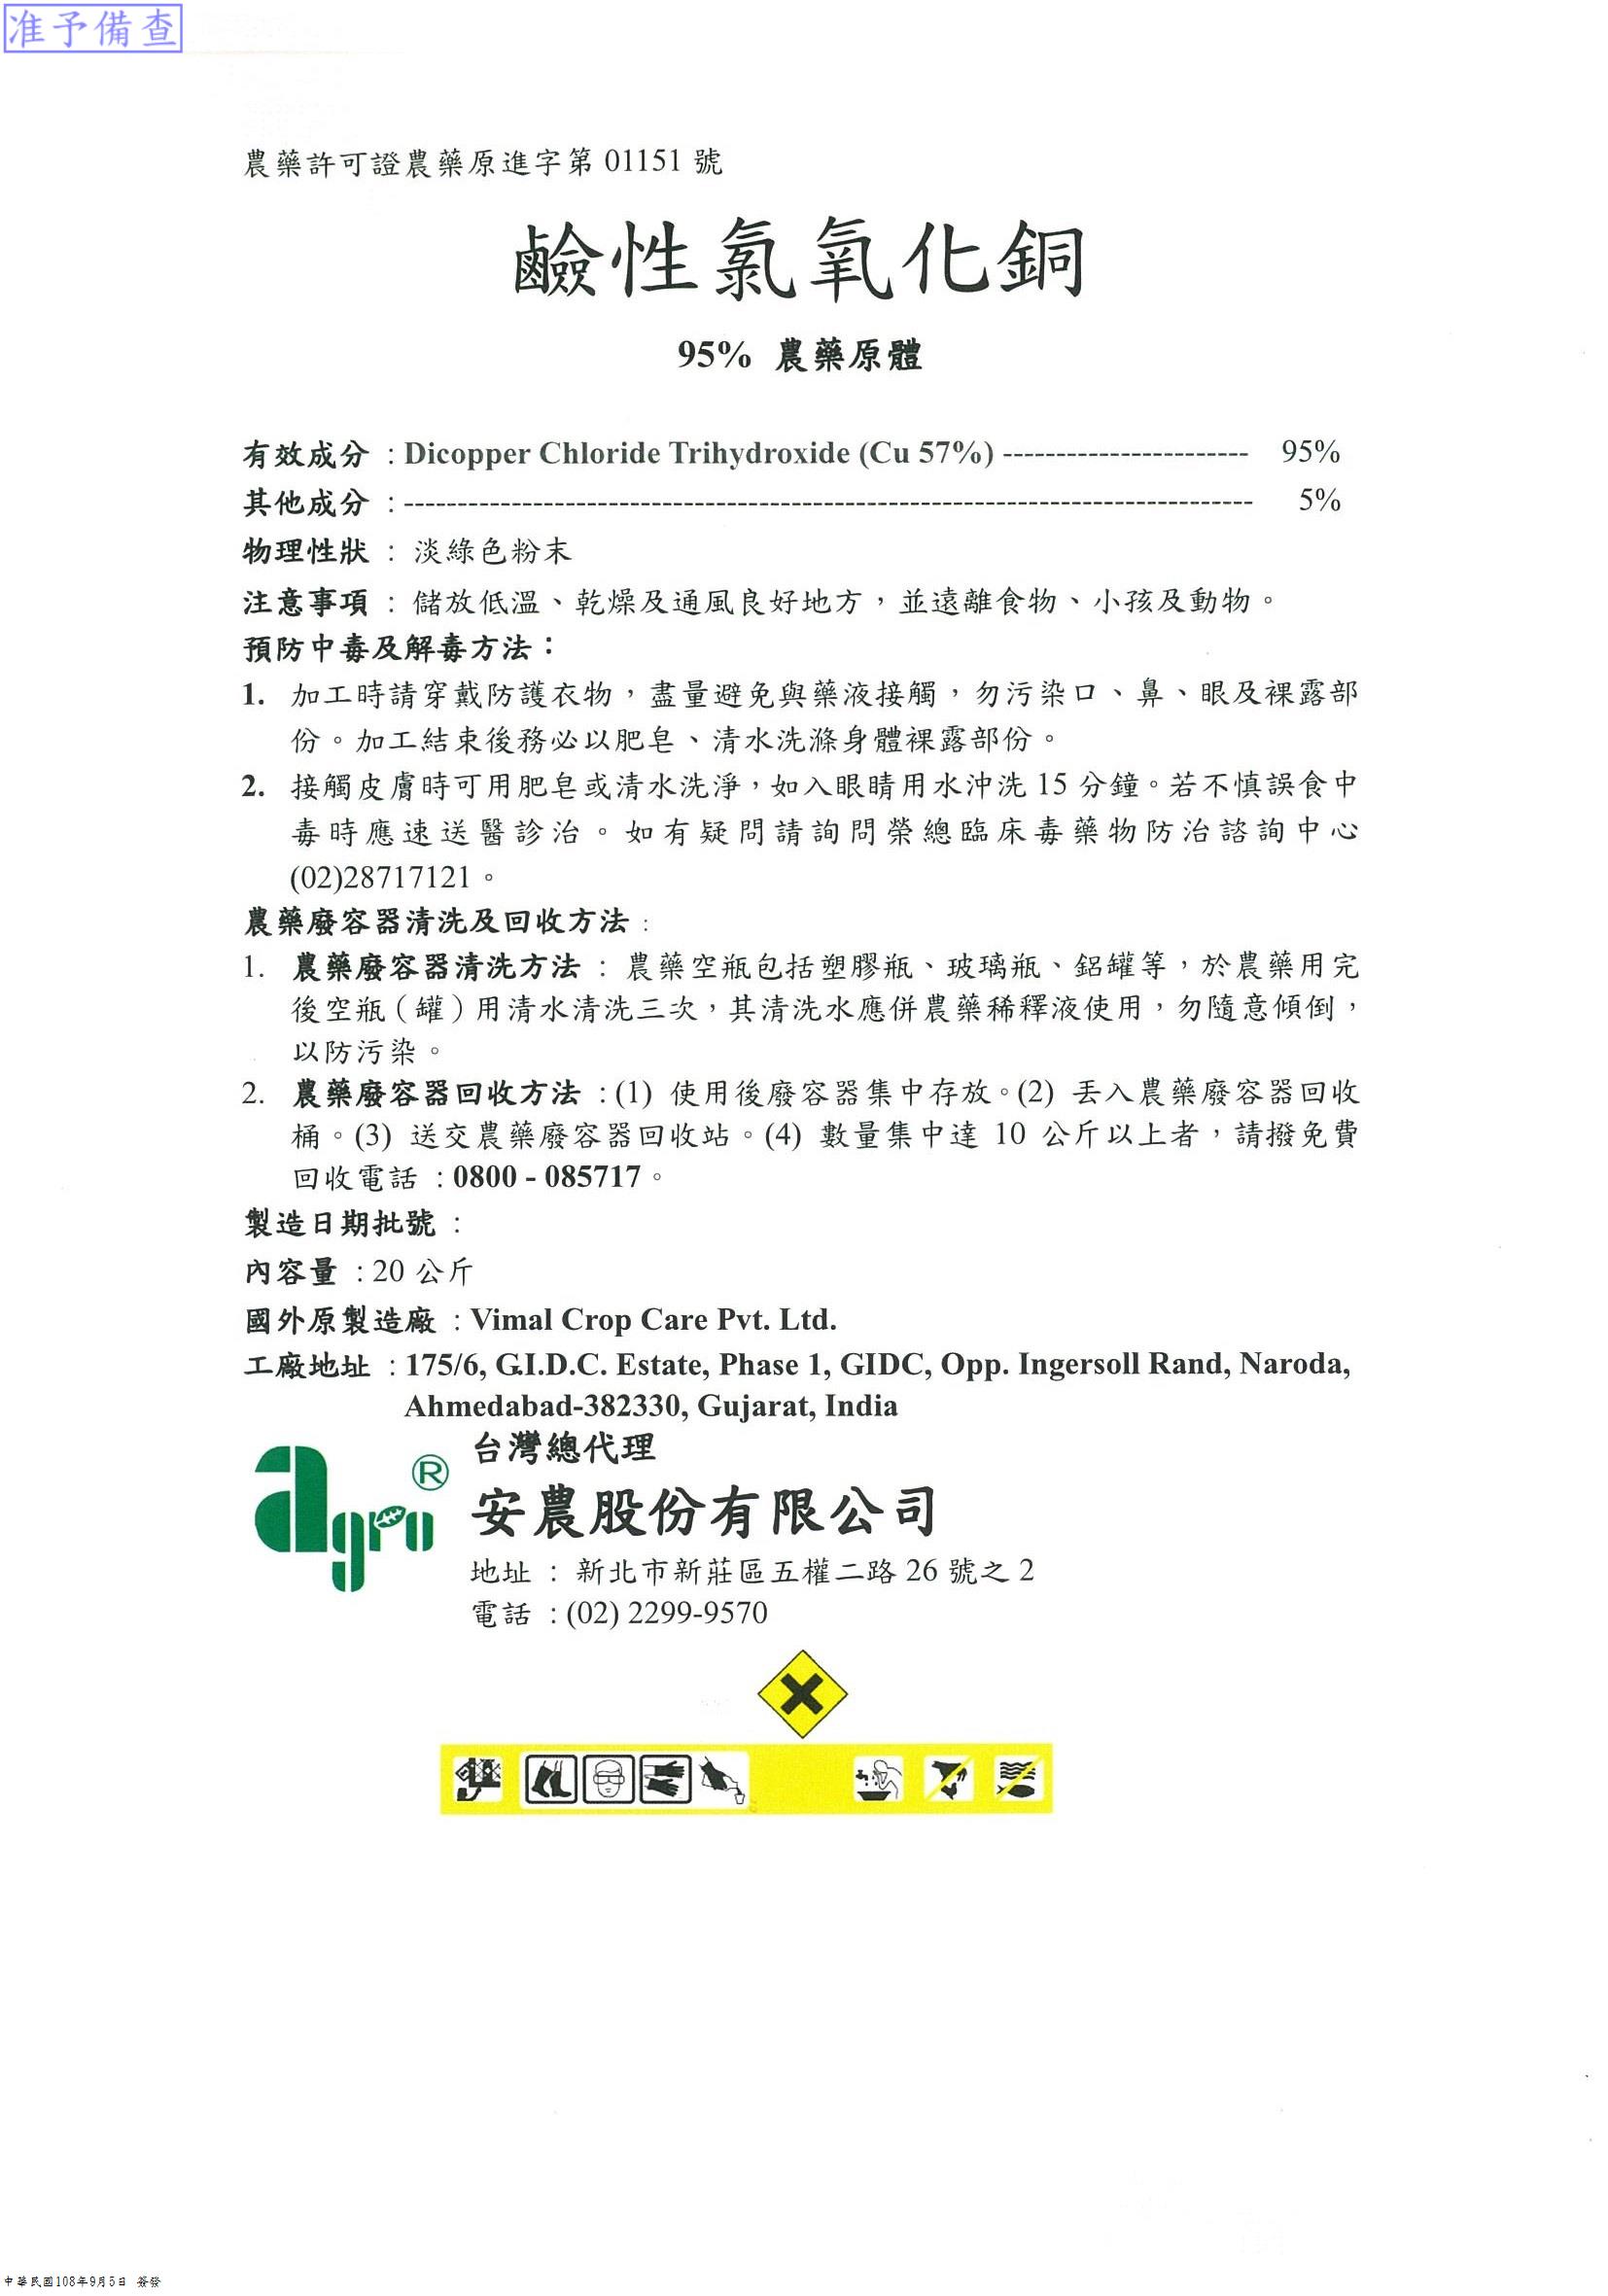 准予備查
農藥許可證農藥原進字第 01151 號
鹼性氯氧化銅
95% 農藥原體
有效成分 : Dicopper Chloride Trihydroxide (Cu 57%) ----------------------- 95%
其他成分 : ------------------------------------------------------------------------------- 5%
物理性狀 : 淡綠色粉末
注意事項 : 儲放低溫、乾燥及通風良好地方，並遠離食物、小孩及動物。
預防中毒及解毒方法：
1. 加工時請穿戴防護衣物，盡量避免與藥液接觸，勿污染口、鼻、眼及裸露部
份。加工結束後務必以肥皂、清水洗滌身體裸露部份。
2. 接觸皮膚時可用肥皂或清水洗淨，如入眼睛用水沖洗 15 分鐘。若不慎誤食中
毒時應速送醫診治。如有疑問請詢問榮總臨床毒藥物防治諮詢中心
(02)28717121。
農藥廢容器清洗及回收方法 :
1. 農藥廢容器清洗方法 : 農藥空瓶包括塑膠瓶、玻璃瓶、鋁罐等，於農藥用完
後空瓶（罐）用清水清洗三次，其清洗水應併農藥稀釋液使用，勿隨意傾倒，
以防污染。
2. 農藥廢容器回收方法 : (1) 使用後廢容器集中存放。(2) 丟入農藥廢容器回收
桶。(3) 送交農藥廢容器回收站。(4) 數量集中達 10 公斤以上者，請撥免費
回收電話 : 0800 - 085717。
製造日期批號 :
內容量 : 20 公斤
國外原製造廠 : Vimal Crop Care Pvt. Ltd.
工廠地址 : 175/6, G.I.D.C. Estate, Phase 1, GIDC, Opp. Ingersoll Rand, Naroda,
Ahmedabad-382330, Gujarat, India
agro®
台灣總代理
安農股份有限公司
地址 : 新北市新莊區五權二路 26 號之 2
電話 : (02) 2299-9570
中華民國108年9月5日 簽發